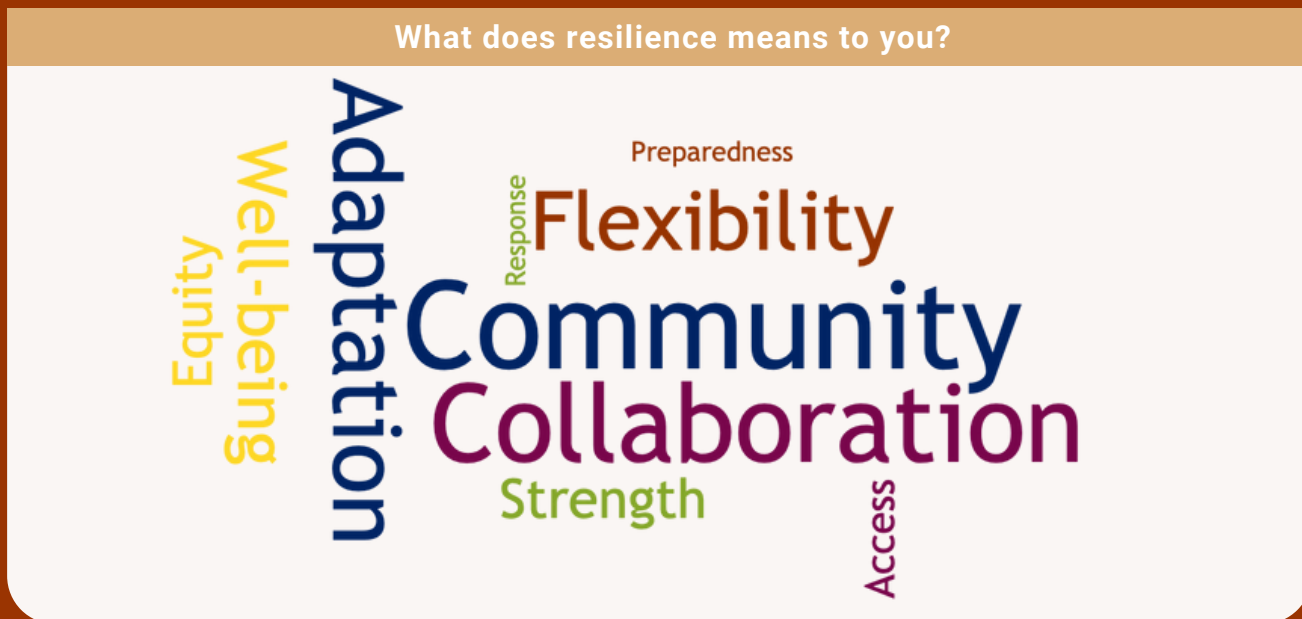 What does resilience means to you?
Preparedness
Response
Flexibility
Adaptation
Well-being
Equity
Community
Collaboration
Strength
Access